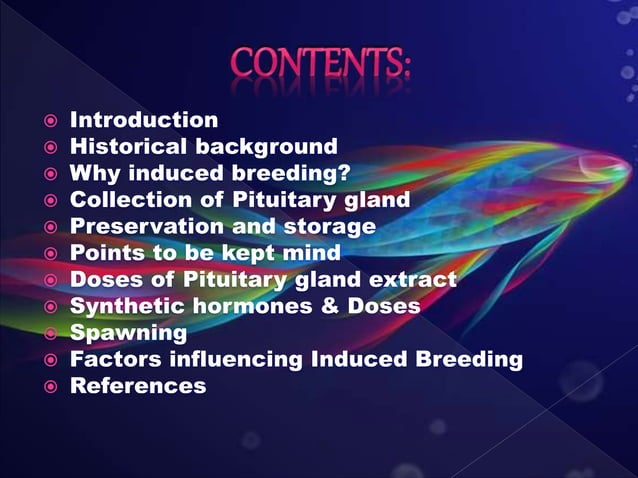 CONTENTS:
Introduction
Historical background
Why induced breeding?
Collection of Pituitary gland
Preservation and storage
Points to be kept mind
Doses of Pituitary gland extract
Synthetic hormones & Doses
Spawning
Factors influencing Induced Breeding
References